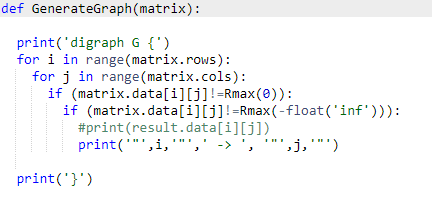 def GenerateGraph(matrix):
print('digraph G {')
for i in range(matrix.rows):
for j in range(matrix.cols):
if (matrix.data[i][j]!=Rmax(0)):
if (matrix.data[i][j]!=Rmax(-float('inf'))):
#print(result.data[i][j])
print('"',i,'"',' -> ', '"',j,'"')
print('}')